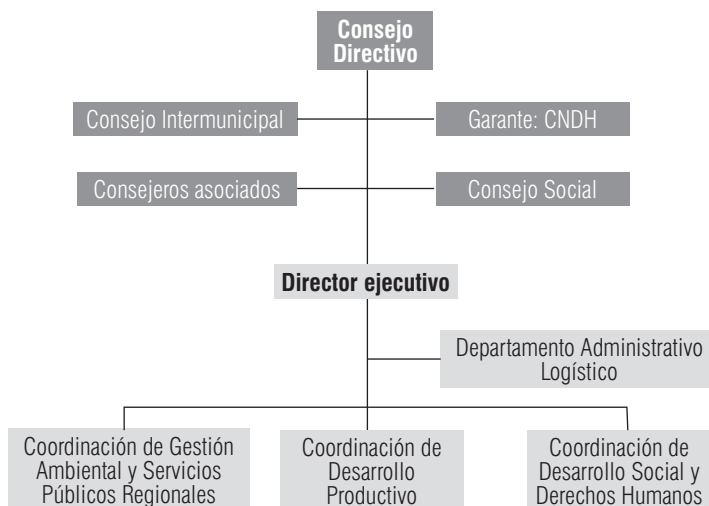 Consejo
Directivo
Consejo Intermunicipal
Garante: CNDH
Consejeros asociados
Consejo Social
Director ejecutivo
Departamento Administrativo
Logístico
Coordinación de Gestión
Ambiental y Servicios
Públicos Regionales
Coordinación de
Desarrollo
Productivo
Coordinación de
Desarrollo Social y
Derechos Humanos